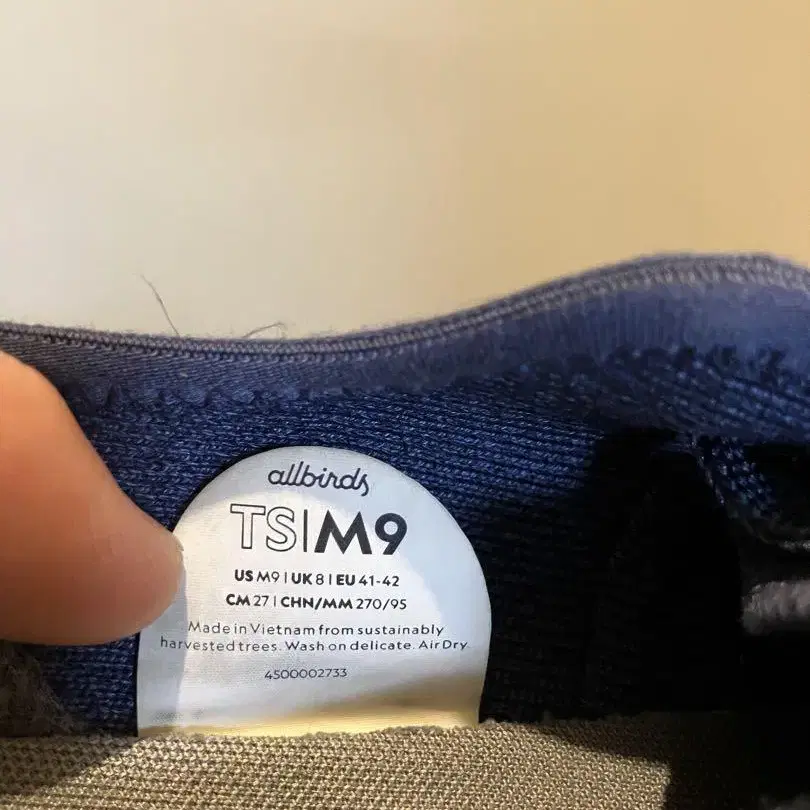 allbirds
TS|M9
US M9 | UK 8 | EU 41-42
CM 27 | CHN/MM 270/95
Made in Vietnam from sustainably
harvested trees. Wash on delicate. Air Dry
4500002733